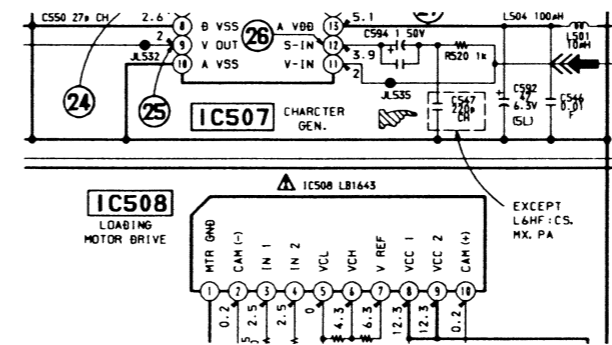 C550 27p CH
2.6
8 B VSS
A VDD 13
5.1
L504 100µH
2
9 V OUT
26
S-IN 12
C594 1 50V
L501
10µH
JL532
10 A VSS
V-IN 11
3.9
2
R520 1k
24
25
JL535
IC507
CHARCTER
GEN.
C547
220p
CH
C592
47
6.3V
(SL)
C546
0.01
F
IC508
LOADING
MOTOR DRIVE
IC508 LB1643
EXCEPT
L6HF:CS.
MX. PA
MTR GND
CAM(-)
IN 1
IN 2
VCL
VCH
V REF
VCC 1
VCC 2
CAM(+)
1 2 3 4 5 6 7 8 9 10
0.2
2.5
2.5
0
4.3
6.3
12.3
12.3
0.2